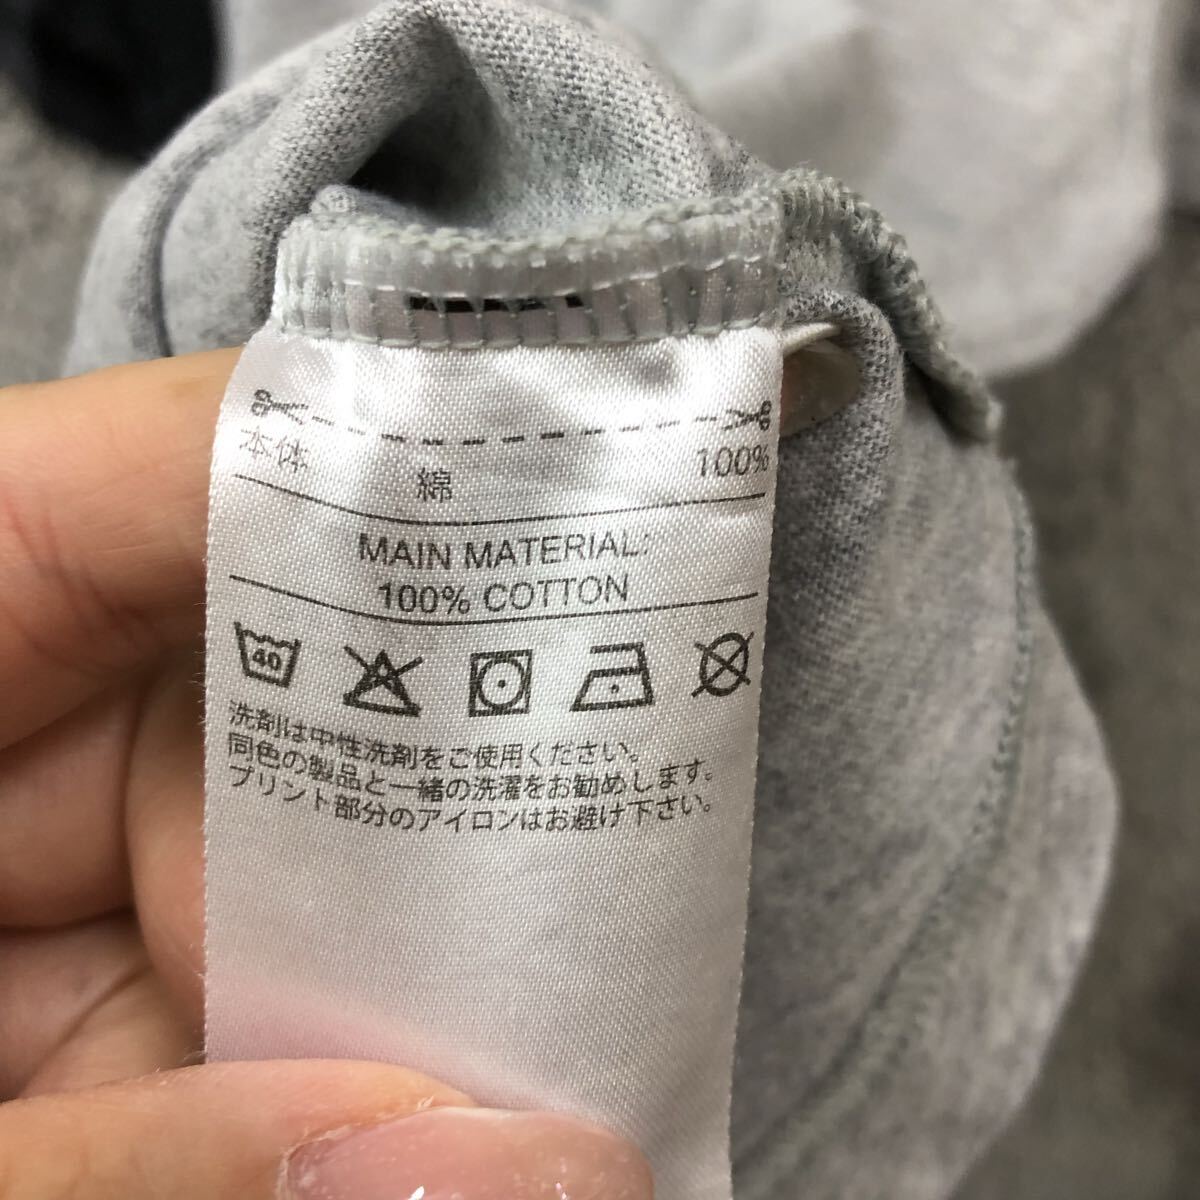 本体 綿 100%
MAIN MATERIAL:
100% COTTON
40
洗剤は中性洗剤をご使用ください。
同色の製品と一緒の洗濯をお勧めします。
プリント部分のアイロンはお避け下さい。